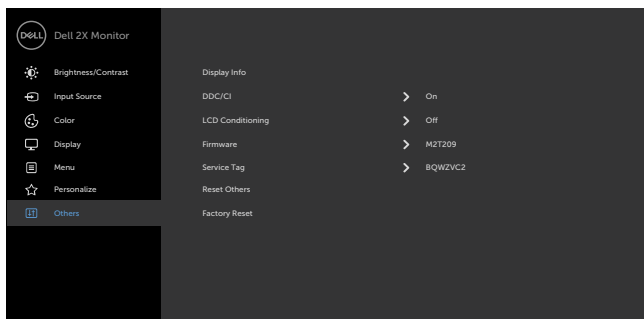 DELL Dell 2X Monitor
Brightness/Contrast Display Info
Input Source DDC/CI On
Color LCD Conditioning Off
Display Firmware M2T209
Menu Service Tag BQWZVC2
Personalize Reset Others
Others Factory Reset